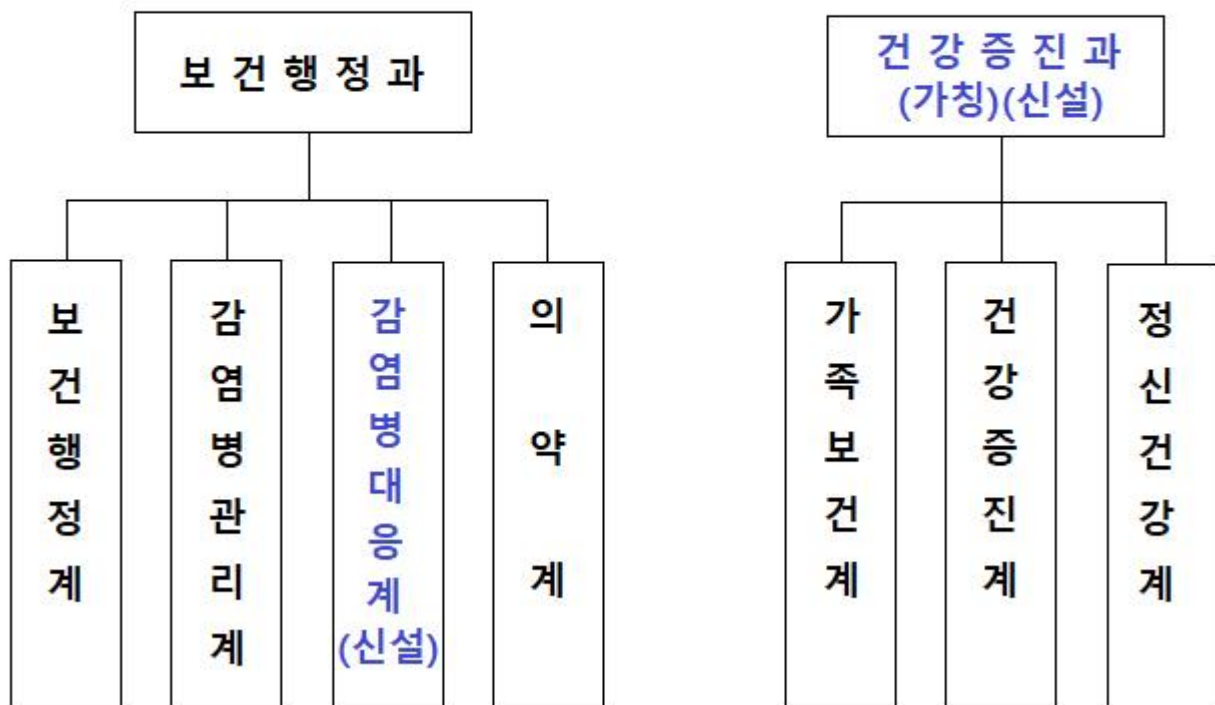 보건행정과
건강증진과
(가칭)(신설)
보건행정계
감염병관리계
감염병대응계
(신설)
의약계
가족보건계
건강증진계
정신건강계